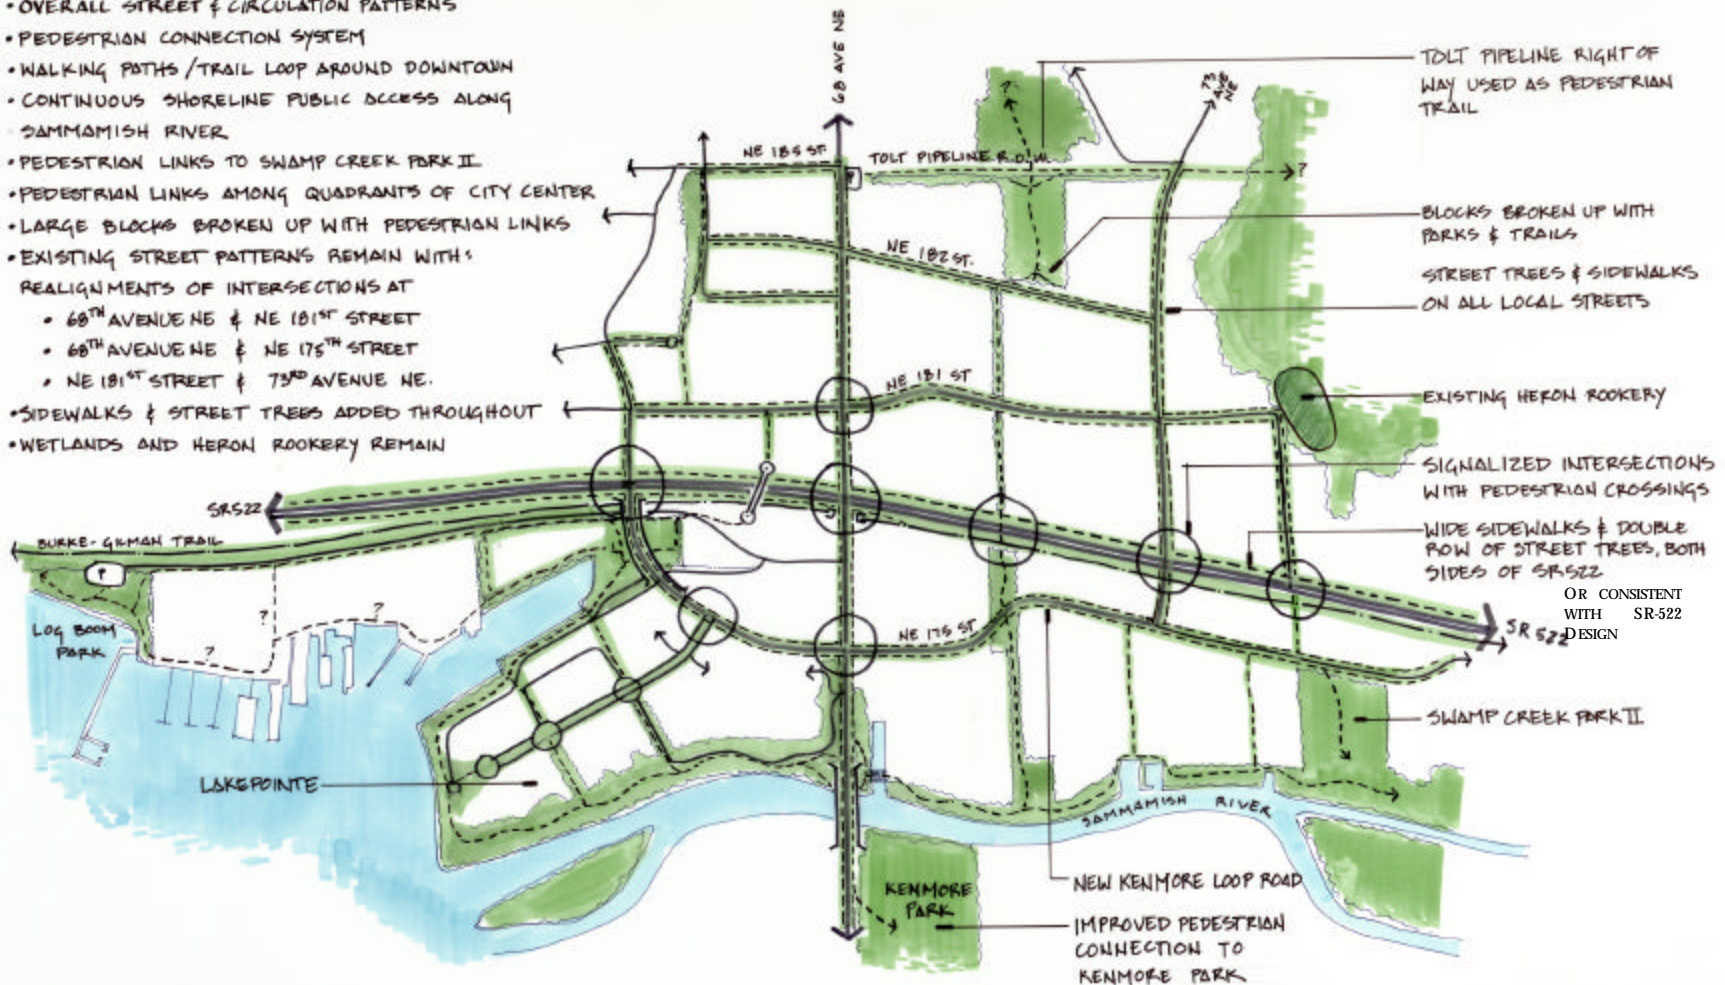 • OVERALL STREET & CIRCULATION PATTERNS
• PEDESTRIAN CONNECTION SYSTEM
• WALKING PATHS / TRAIL LOOP AROUND DOWNTOWN
• CONTINUOUS SHORELINE PUBLIC ACCESS ALONG
SAMMAMISH RIVER
• PEDESTRIAN LINKS TO SWAMP CREEK PARK II
• PEDESTRIAN LINKS AMONG QUADRANTS OF CITY CENTER
• LARGE BLOCKS BROKEN UP WITH PEDESTRIAN LINKS
• EXISTING STREET PATTERNS REMAIN WITH:
REALIGNMENTS OF INTERSECTIONS AT
• 68TH AVENUE NE & NE 181ST STREET
• 68TH AVENUE NE & NE 175TH STREET
• NE 181ST STREET & 73RD AVENUE NE.
• SIDEWALKS & STREET TREES ADDED THROUGHOUT
• WETLANDS AND HERON ROOKERY REMAIN
68 AVE NE
73 AVE NE
NE 185 ST.
TOLT PIPELINE R.O.W.
?
?
P
NE 182 ST.
NE 181 ST
SR522
BURKE-GILMAN TRAIL
P
LOG BOOM
PARK
?
?
?
NE 175 ST
LAKEPOINTE
SAMMAMISH RIVER
KENMORE
PARK
SR 522
TOLT PIPELINE RIGHT OF
WAY USED AS PEDESTRIAN
TRAIL
BLOCKS BROKEN UP WITH
PARKS & TRAILS
STREET TREES & SIDEWALKS
ON ALL LOCAL STREETS
EXISTING HERON ROOKERY
SIGNALIZED INTERSECTIONS
WITH PEDESTRIAN CROSSINGS
WIDE SIDEWALKS & DOUBLE
ROW OF STREET TREES, BOTH
SIDES OF SR522
OR CONSISTENT
WITH SR-522
DESIGN
SWAMP CREEK PARK II
NEW KENMORE LOOP ROAD
IMPROVED PEDESTRIAN
CONNECTION TO
KENMORE PARK